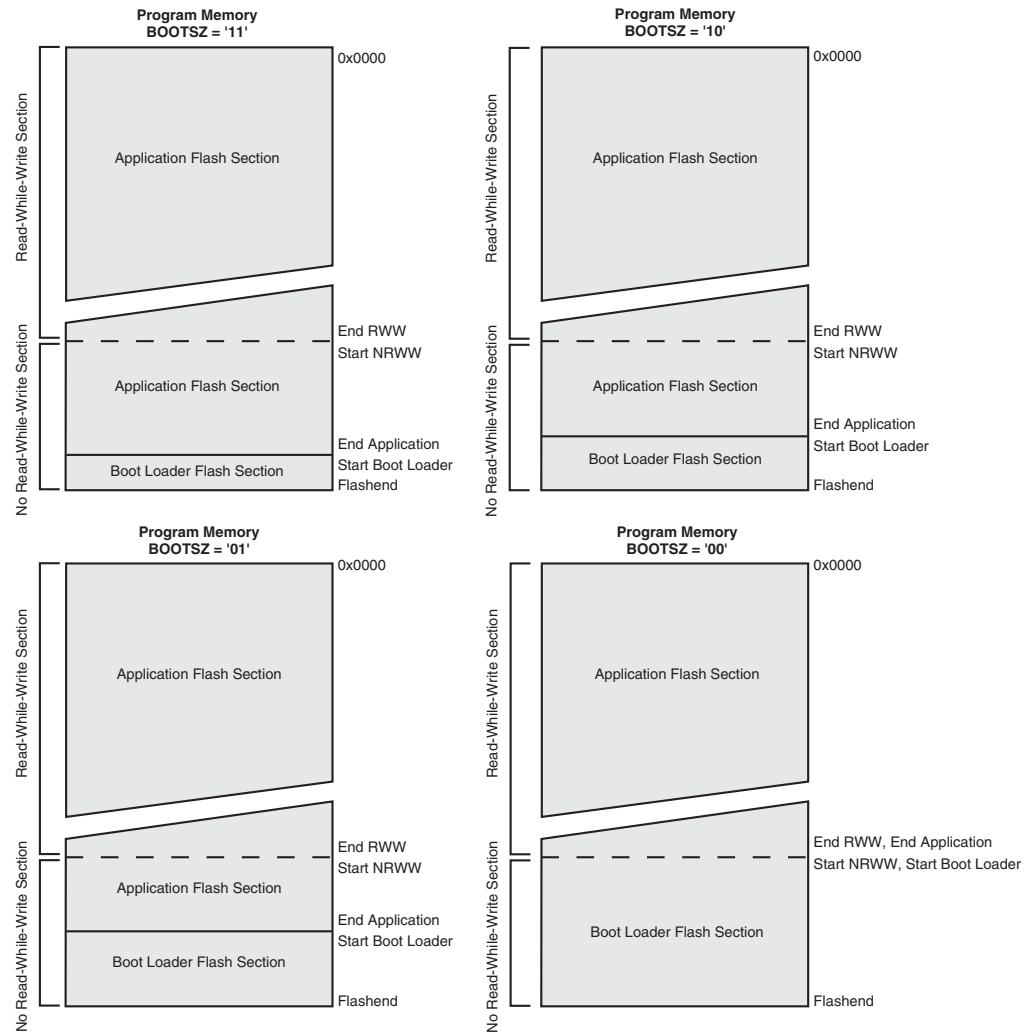 Program Memory
BOOTSZ = '11'
0x0000
Read-While-Write Section
Application Flash Section
End RWW
Start NRWW
No Read-While-Write Section
Application Flash Section
End Application
Start Boot Loader
Boot Loader Flash Section
Flashend
Program Memory
BOOTSZ = '10'
0x0000
Read-While-Write Section
Application Flash Section
End RWW
Start NRWW
No Read-While-Write Section
Application Flash Section
End Application
Start Boot Loader
Boot Loader Flash Section
Flashend
Program Memory
BOOTSZ = '01'
0x0000
Read-While-Write Section
Application Flash Section
End RWW
Start NRWW
No Read-While-Write Section
Application Flash Section
End Application
Start Boot Loader
Boot Loader Flash Section
Flashend
Program Memory
BOOTSZ = '00'
0x0000
Read-While-Write Section
Application Flash Section
End RWW, End Application
Start NRWW, Start Boot Loader
No Read-While-Write Section
Boot Loader Flash Section
Flashend